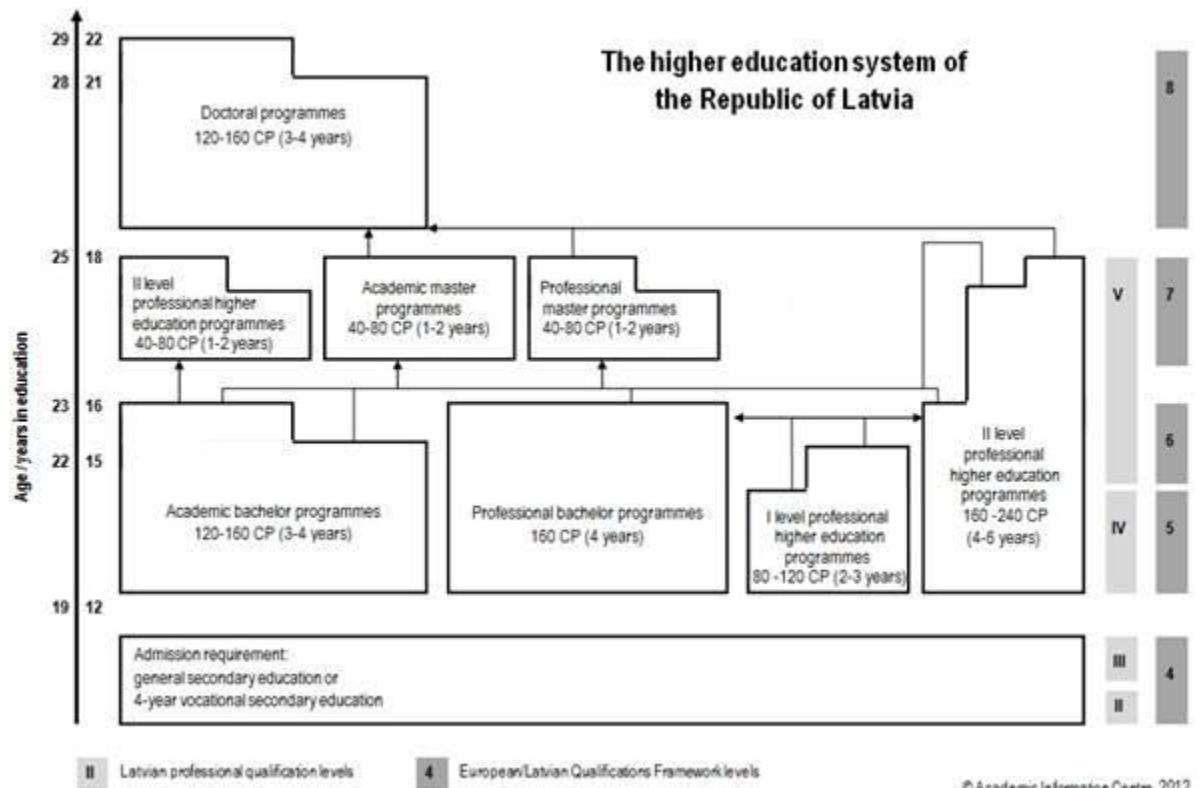 The higher education system of
the Republic of Latvia
29 22
28 21
Doctoral programmes
120-160 CP (3-4 years)
8
25 18
II level
professional higher
education programmes
40-80 CP (1-2 years)
Academic master
programmes
40-80 CP (1-2 years)
Professional
master programmes
40-80 CP (1-2 years)
V
7
Age / years in education
23 16
22 15
Academic bachelor programmes
120-160 CP (3-4 years)
Professional bachelor programmes
160 CP (4 years)
I level professional
higher education
programmes
80 -120 CP (2-3 years)
II level
professional
higher education
programmes
160 -240 CP
(4-6 years)
6
IV
5
19 12
Admission requirement:
general secondary education or
4-year vocational secondary education
III
II
4
II Latvian professional qualification levels
4 European/Latvian Qualifications Framework levels
© Academic Information Center, 2012